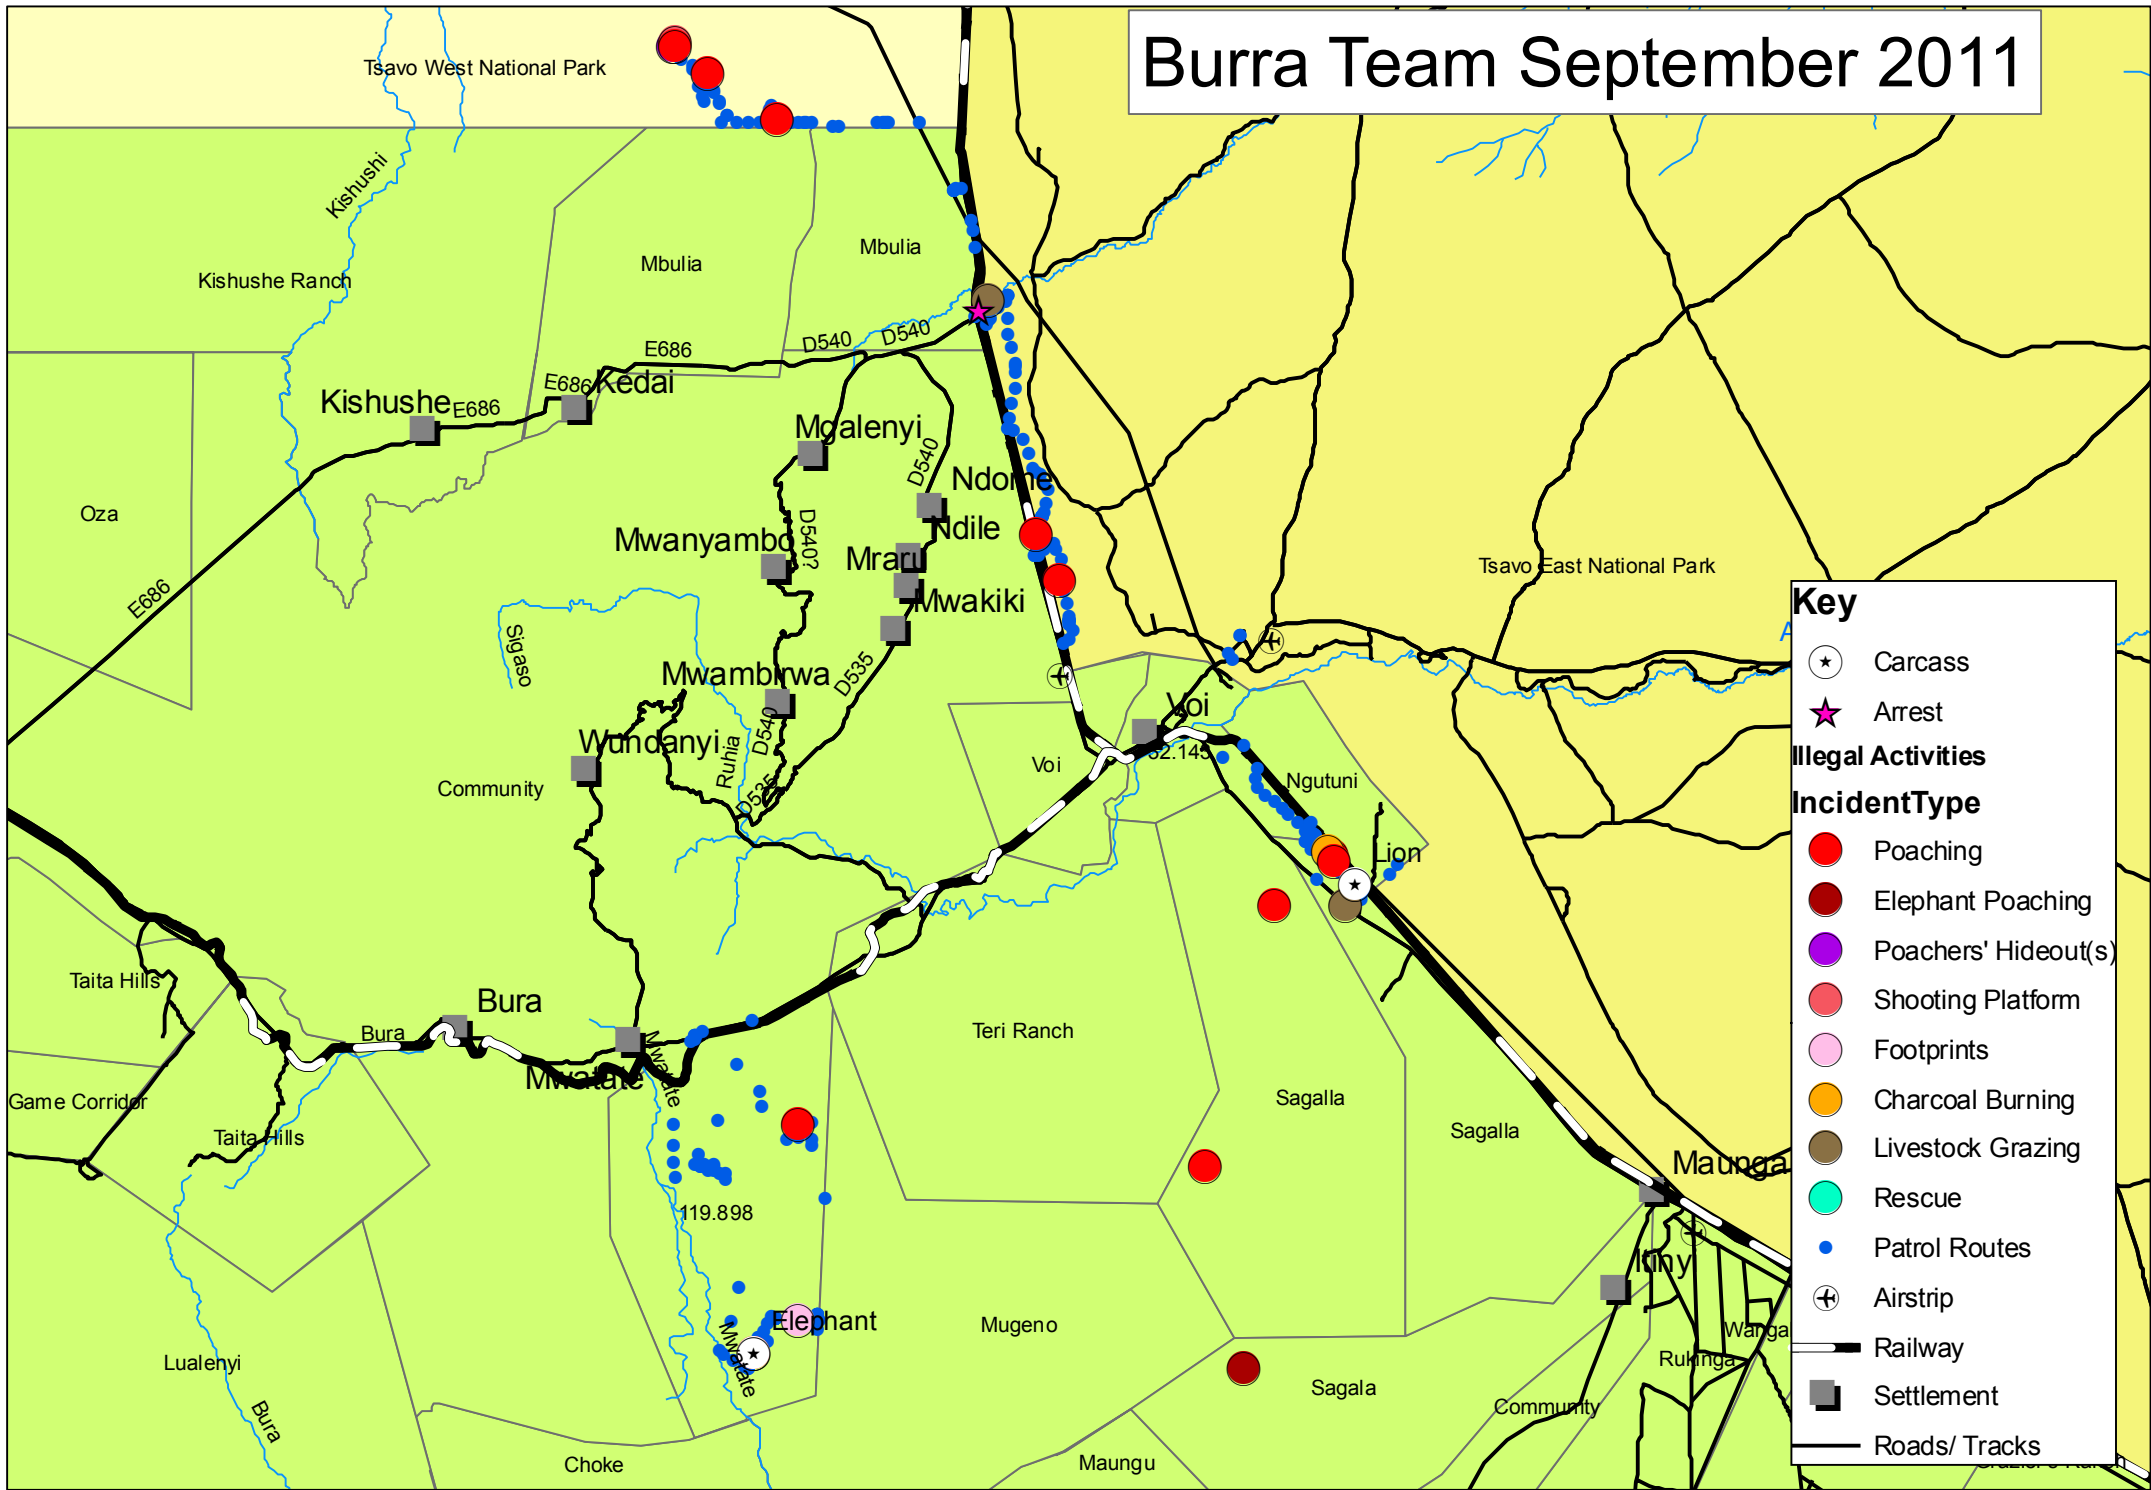 Burra Team September 2011
Tsavo West National Park
Kishushi
Mbulia
Mbulia
Kishushe Ranch
D540
D540
E686
E686
Kedai
Kishushe
E686
Mgalenyi
D540
Ndome
Oza
D540?
Ndile
Mwanyambo
Mraru
Tsavo East National Park
E686
Mwakiki
Sigaso
D535
Mwambirwa
Voi
D540
Wundanyi
Ruhia
Voi
Ngutuni
Community
D535
Lion
Taita Hills
Bura
Bura
Teri Ranch
Mwatate
Mwatate
Game Corridor
Taita Hills
Sagalla
Sagalla
Maunga
119.898
Itiny
Elephant
Mugeno
Wanga
Mwatate
Lualenyi
Rukinga
Sagala
Community
Bura
Choke
Maungu
Key
Carcass
Arrest
Illegal Activities
IncidentType
Poaching
Elephant Poaching
Poachers' Hideout(s)
Shooting Platform
Footprints
Charcoal Burning
Livestock Grazing
Rescue
Patrol Routes
Airstrip
Railway
Settlement
Roads/ Tracks